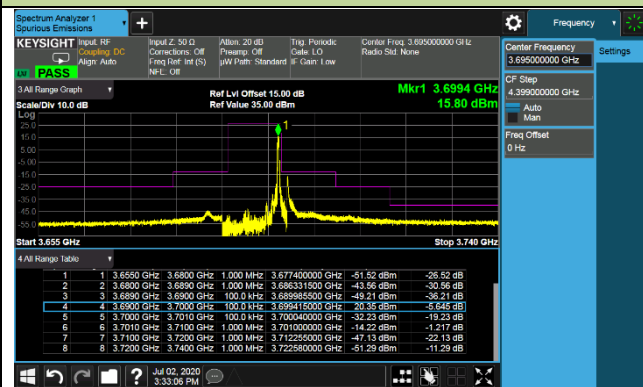 Spectrum Analyzer 1
Spurious Emissions
Frequency
KEYSIGHT
Input: RF
Coupling: DC
Align: Auto
Input Z: 50 Ω
Corrections: Off
Freq Ref: Int (S)
NFE: Off
Atten: 20 dB
Preamp: Off
µW Path: Standard
Trig: Periodic
Gate: LO
IF Gain: Low
Center Freq: 3.695000000 GHz
Radio Std: None
LXI
PASS
Center Frequency
3.695000000 GHz
Settings
CF Step
4.399000000 GHz
Auto
Man
Freq Offset
0 Hz
3 All Range Graph
Scale/Div 10.0 dB
Ref Lvl Offset 15.00 dB
Ref Value 35.00 dBm
Mkr1 3.6994 GHz
15.80 dBm
Log
25.0
15.0
5.00
-5.00
-15.0
-25.0
-35.0
-45.0
-55.0
1
Start 3.655 GHz
Stop 3.740 GHz
4 All Range Table
1 1 3.6550 GHz 3.6800 GHz 1.000 MHz 3.677400000 GHz -51.52 dBm -26.52 dB
2 2 3.6800 GHz 3.6890 GHz 1.000 MHz 3.686331500 GHz -43.56 dBm -30.56 dB
3 3 3.6890 GHz 3.6900 GHz 100.0 kHz 3.689985500 GHz -49.21 dBm -36.21 dB
4 4 3.6900 GHz 3.7000 GHz 100.0 kHz 3.699415000 GHz 20.35 dBm -5.645 dB
5 5 3.7000 GHz 3.7010 GHz 100.0 kHz 3.700040000 GHz -32.23 dBm -19.23 dB
6 6 3.7010 GHz 3.7100 GHz 1.000 MHz 3.701000000 GHz -14.22 dBm -1.217 dB
7 7 3.7100 GHz 3.7200 GHz 1.000 MHz 3.712255000 GHz -47.13 dBm -22.13 dB
8 8 3.7200 GHz 3.7400 GHz 1.000 MHz 3.722580000 GHz -51.29 dBm -11.29 dB
Jul 02, 2020
3:33:06 PM